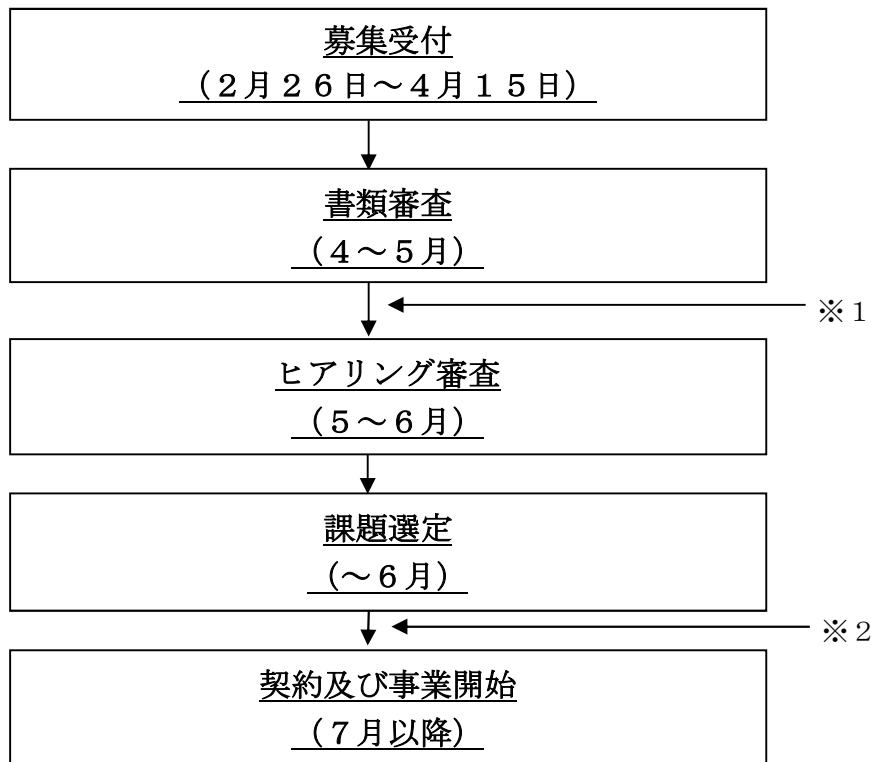 募集受付
（２月２６日～４月１５日）
書類審査
（４～５月）
※１
ヒアリング審査
（５～６月）
課題選定
（～６月）
※２
契約及び事業開始
（７月以降）